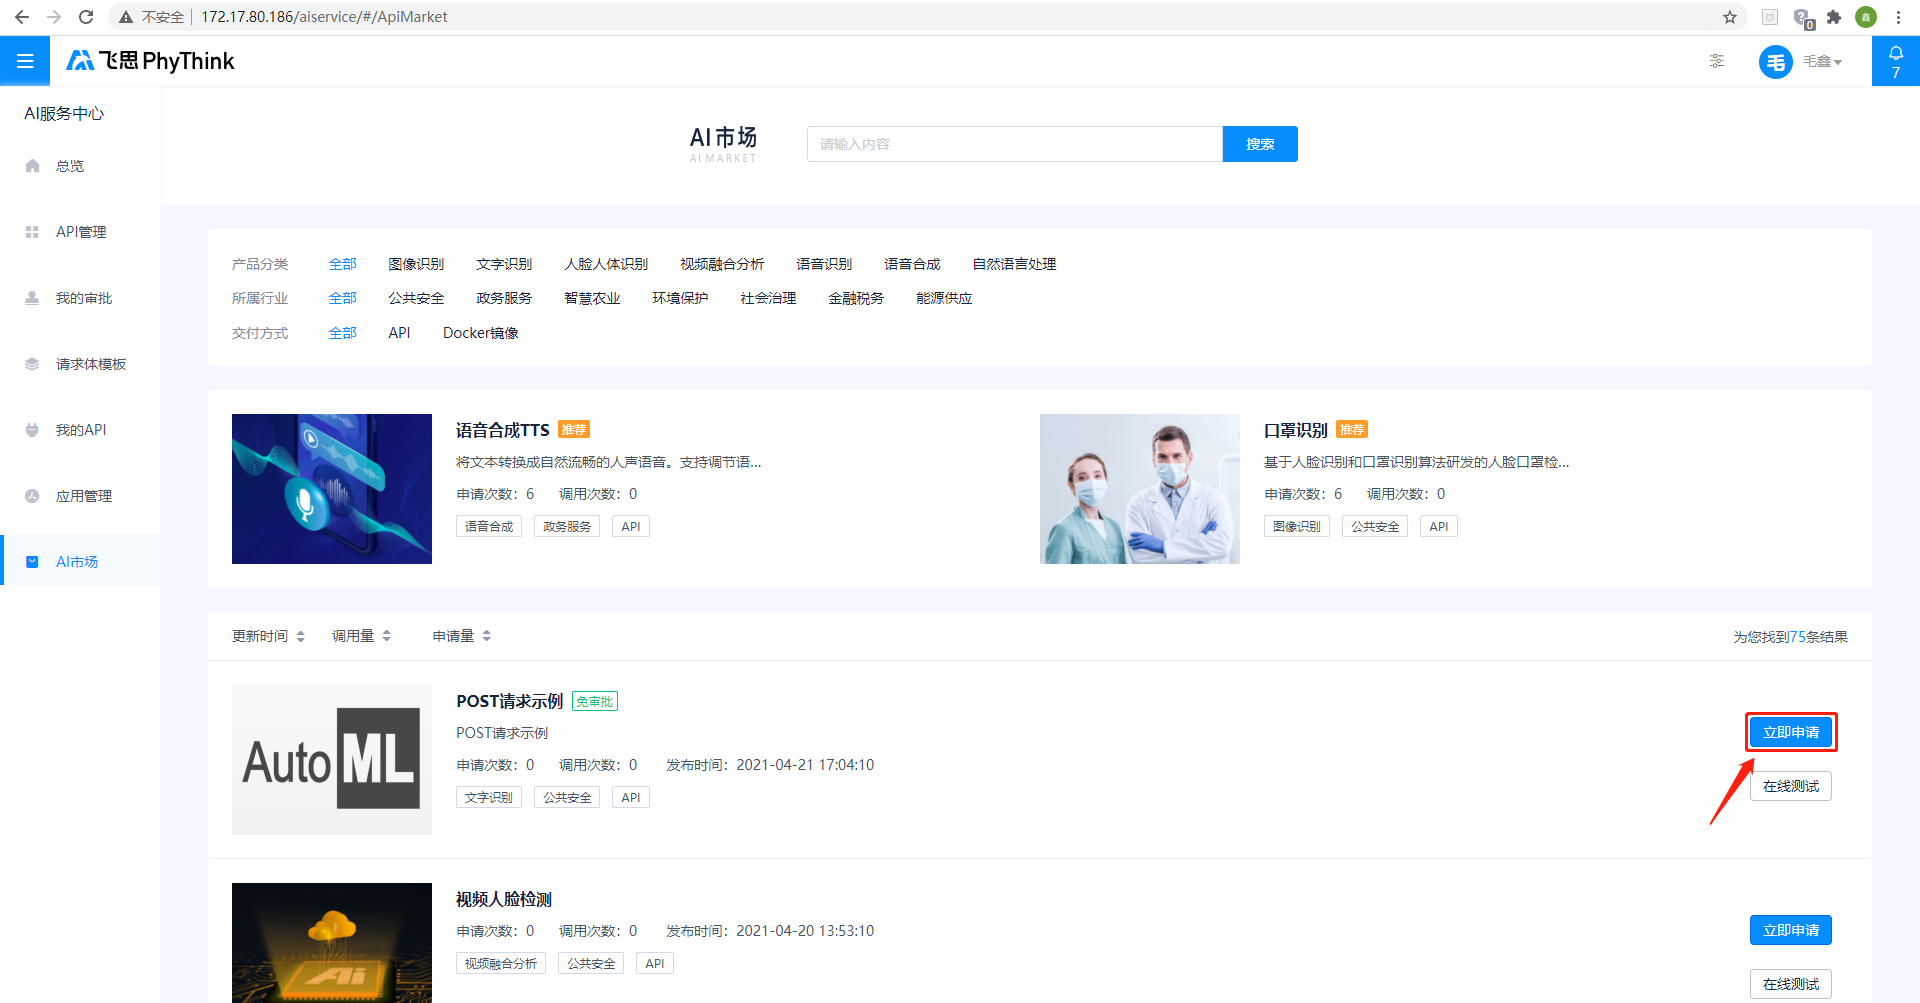 不安全 172.17.80.186/aiservice/#/ApiMarket
0
飞思 PhyThink
毛 毛鑫
7
AI服务中心
总览
API管理
我的审批
请求体模板
我的API
应用管理
AI市场
AI市场
AI MARKET
请输入内容 搜索
产品分类 全部 图像识别 文字识别 人脸人体识别 视频融合分析 语音识别 语音合成 自然语言处理
所属行业 全部 公共安全 政务服务 智慧农业 环境保护 社会治理 金融税务 能源供应
交付方式 全部 API Docker镜像
语音合成TTS 推荐
将文本转换成自然流畅的人声语音。支持调节语...
申请次数：6 调用次数：0
语音合成 政务服务 API
口罩识别 推荐
基于人脸识别和口罩识别算法研发的人脸口罩检...
申请次数：6 调用次数：0
图像识别 公共安全 API
更新时间 调用量 申请量 为您找到75条结果
AutoML
POST请求示例 免审批
POST请求示例
申请次数：0 调用次数：0 发布时间：2021-04-21 17:04:10
文字识别 公共安全 API
立即申请
在线测试
Ai
视频人脸检测
申请次数：0 调用次数：0 发布时间：2021-04-20 13:53:10
视频融合分析 公共安全 API
立即申请
在线测试